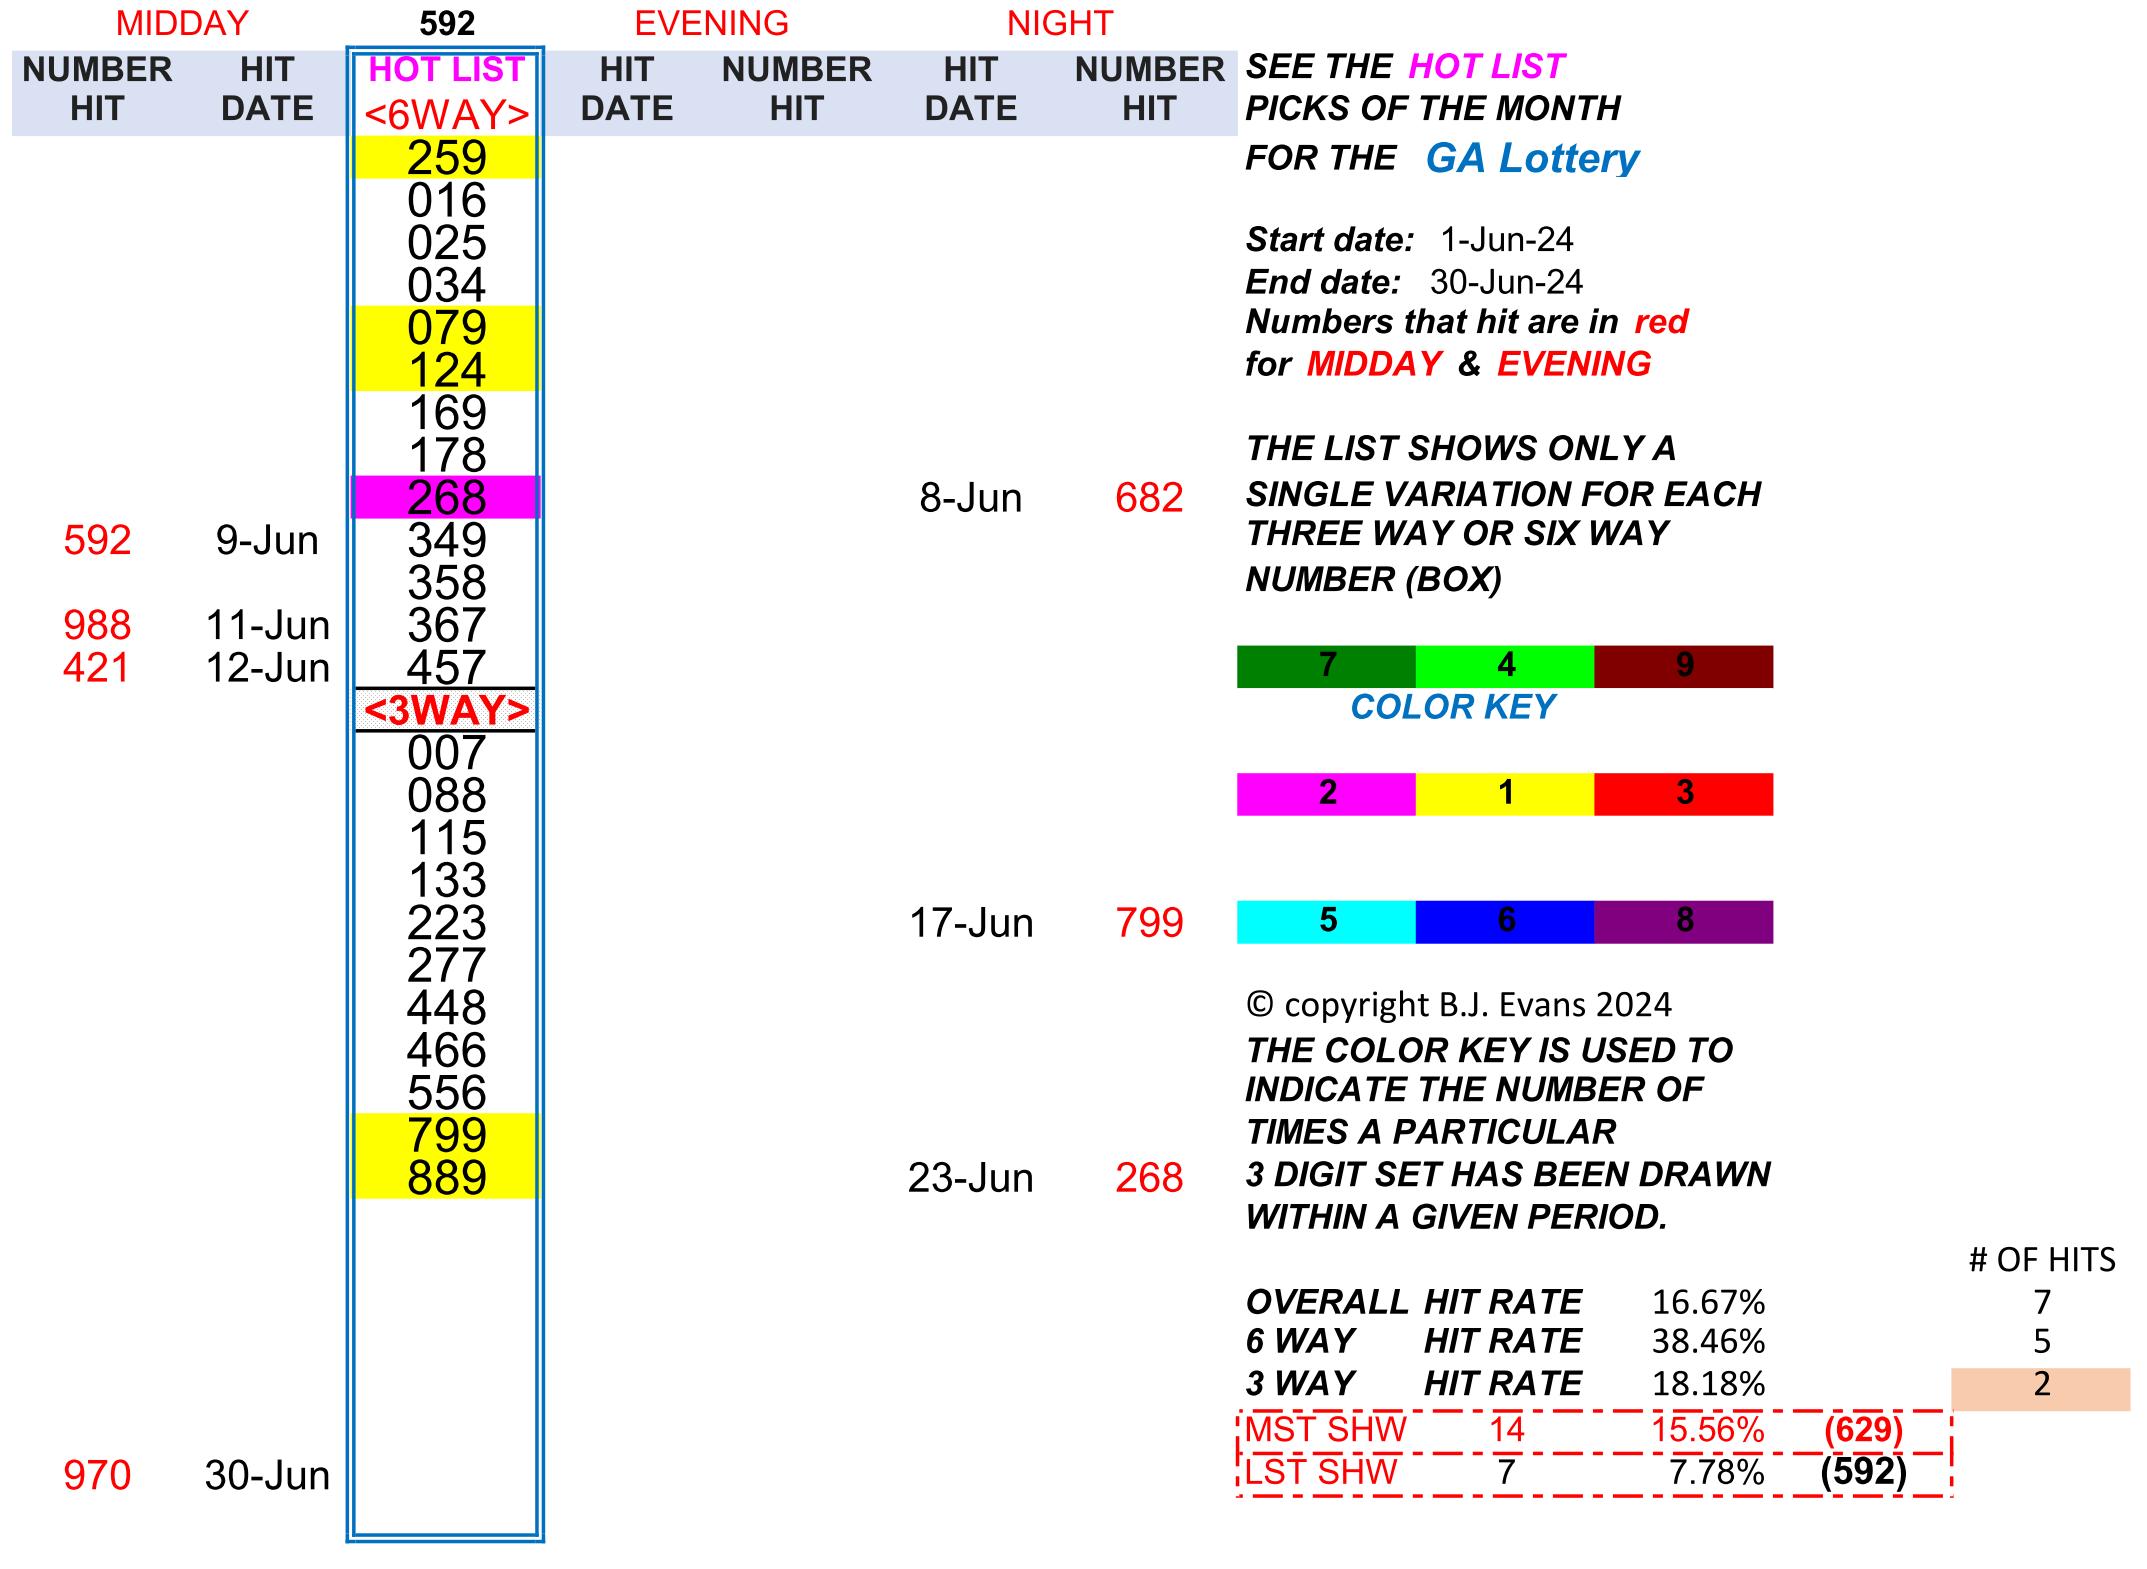 MIDDAY 592 EVENING NIGHT
NUMBER HIT HOT LIST HIT NUMBER HIT NUMBER SEE THE HOT LIST
HIT DATE <6WAY> DATE HIT DATE HIT PICKS OF THE MONTH
259 FOR THE GA Lottery
016
025 Start date: 1-Jun-24
034 End date: 30-Jun-24
079 Numbers that hit are in red
124 for MIDDAY & EVENING
169
178 THE LIST SHOWS ONLY A
268 8-Jun 682 SINGLE VARIATION FOR EACH
592 9-Jun 349 THREE WAY OR SIX WAY
358 NUMBER (BOX)
988 11-Jun 367
421 12-Jun 457 7 4 9
<3WAY> COLOR KEY
007
088 2 1 3
115
133
223 17-Jun 799 5 6 8
277
448 © copyright B.J. Evans 2024
466 THE COLOR KEY IS USED TO
556 INDICATE THE NUMBER OF
799 TIMES A PARTICULAR
889 23-Jun 268 3 DIGIT SET HAS BEEN DRAWN
WITHIN A GIVEN PERIOD.
# OF HITS
OVERALL HIT RATE 16.67% 7
6 WAY HIT RATE 38.46% 5
3 WAY HIT RATE 18.18% 2
MST SHW 14 15.56% (629)
970 30-Jun LST SHW 7 7.78% (592)